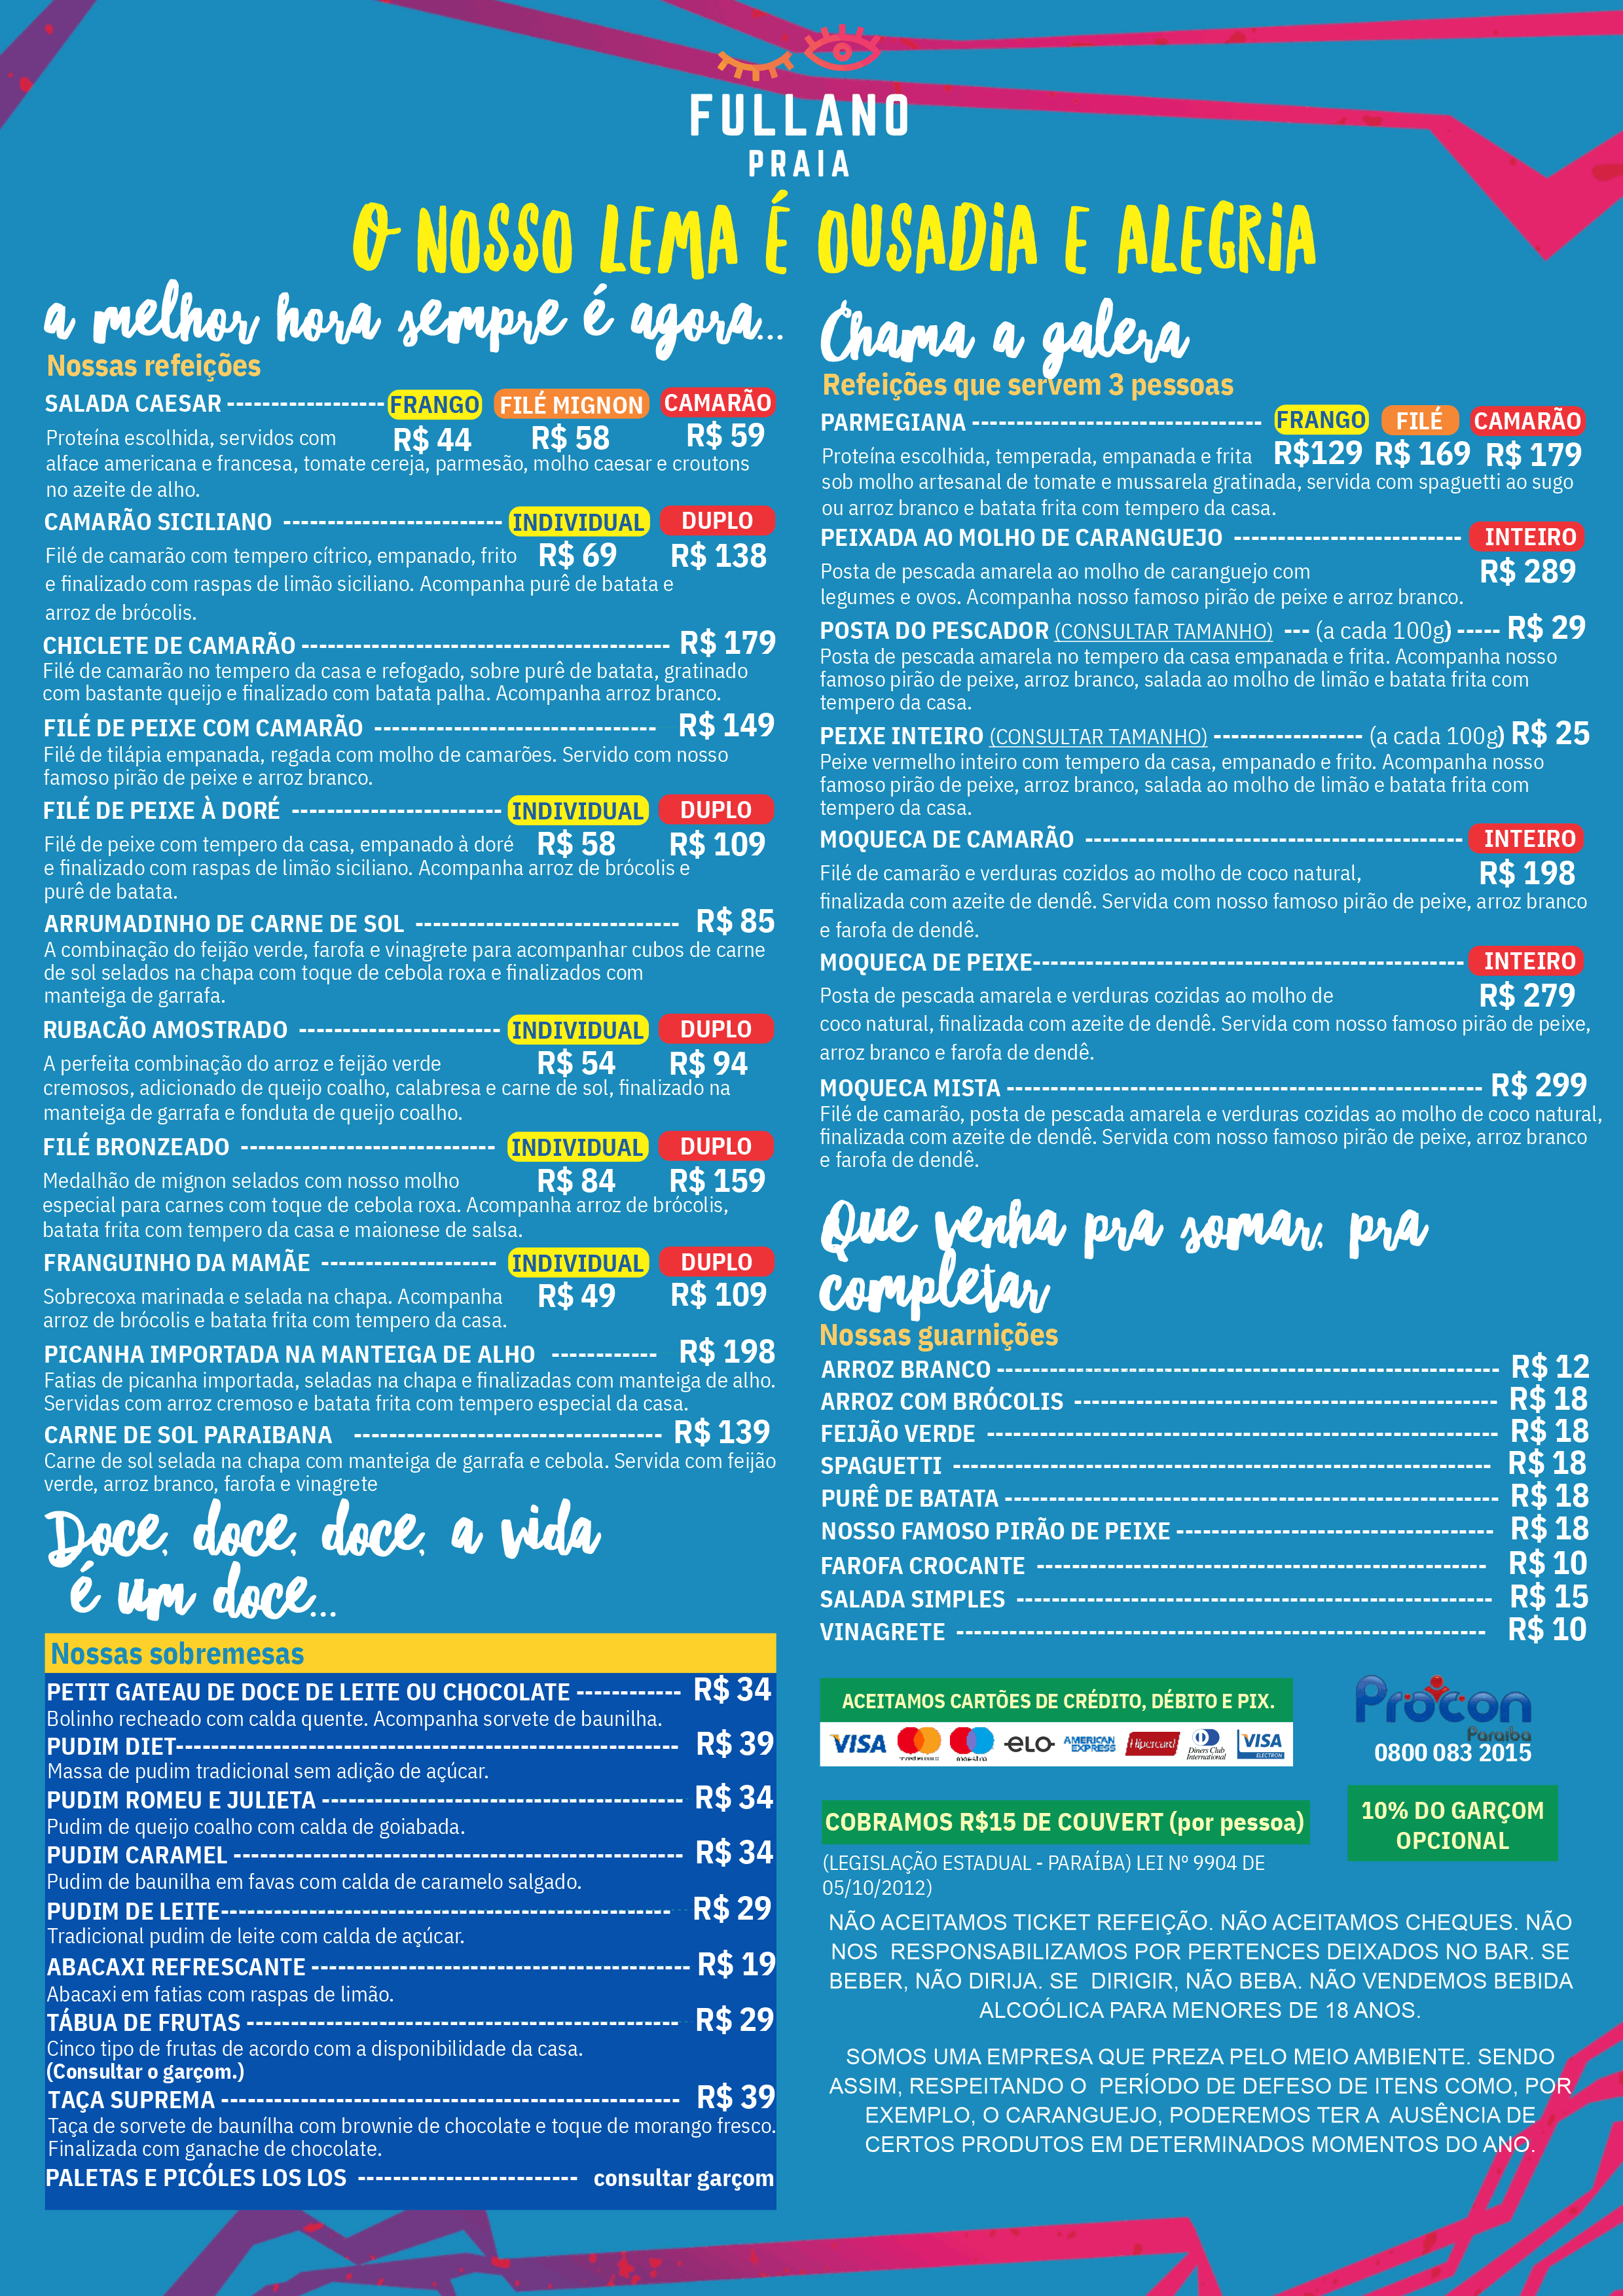 FULLANO
PRAIA
O NOSSO LEMA É OUSADIA E ALEGRIA
a melhor hora sempre é agora...
Nossas refeições
SALADA CAESAR ------------------ FRANGO FILÉ MIGNON CAMARÃO
Proteína escolhida, servidos com R$ 44 R$ 58 R$ 59
alface americana e francesa, tomate cereja, parmesão, molho caesar e croutons
no azeite de alho.
CAMARÃO SICILIANO ------------------------- INDIVIDUAL DUPLO
Filé de camarão com tempero cítrico, empanado, frito R$ 69 R$ 138
e finalizado com raspas de limão siciliano. Acompanha purê de batata e
arroz de brócolis.
CHICLETE DE CAMARÃO ------------------------------------------ R$ 179
Filé de camarão no tempero da casa e refogado, sobre purê de batata, gratinado
com bastante queijo e finalizado com batata palha. Acompanha arroz branco.
FILÉ DE PEIXE COM CAMARÃO -------------------------------- R$ 149
Filé de tilápia empanada, regada com molho de camarões. Servido com nosso
famoso pirão de peixe e arroz branco.
FILÉ DE PEIXE À DORÉ ------------------------ INDIVIDUAL DUPLO
Filé de peixe com tempero da casa, empanado à doré R$ 58 R$ 109
e finalizado com raspas de limão siciliano. Acompanha arroz de brócolis e
purê de batata.
ARRUMADINHO DE CARNE DE SOL ------------------------------ R$ 85
A combinação do feijão verde, farofa e vinagrete para acompanhar cubos de carne
de sol selados na chapa com toque de cebola roxa e finalizados com
manteiga de garrafa.
RUBACÃO AMOSTRADO ----------------------- INDIVIDUAL DUPLO
A perfeita combinação do arroz e feijão verde R$ 54 R$ 94
cremosos, adicionado de queijo coalho, calabresa e carne de sol, finalizado na
manteiga de garrafa e fonduta de queijo coalho.
FILÉ BRONZEADO ----------------------------- INDIVIDUAL DUPLO
Medalhão de mignon selados com nosso molho R$ 84 R$ 159
especial para carnes com toque de cebola roxa. Acompanha arroz de brócolis,
batata frita com tempero da casa e maionese de salsa.
FRANGUINHO DA MAMÃE -------------------- INDIVIDUAL DUPLO
Sobrecoxa marinada e selada na chapa. Acompanha R$ 49 R$ 109
arroz de brócolis e batata frita com tempero da casa.
PICANHA IMPORTADA NA MANTEIGA DE ALHO ------------ R$ 198
Fatias de picanha importada, seladas na chapa e finalizadas com manteiga de alho.
Servidas com arroz cremoso e batata frita com tempero especial da casa.
CARNE DE SOL PARAIBANA ----------------------------------- R$ 139
Carne de sol selada na chapa com manteiga de garrafa e cebola. Servida com feijão
verde, arroz branco, farofa e vinagrete
Doce, doce, doce, a vida
é um doce...
Nossas sobremesas
PETIT GATEAU DE DOCE DE LEITE OU CHOCOLATE ------------ R$ 34
Bolinho recheado com calda quente. Acompanha sorvete de baunilha.
PUDIM DIET--------------------------------------------------------- R$ 39
Massa de pudim tradicional sem adição de açúcar.
PUDIM ROMEU E JULIETA ----------------------------------------- R$ 34
Pudim de queijo coalho com calda de goiabada.
PUDIM CARAMEL --------------------------------------------------- R$ 34
Pudim de baunilha em favas com calda de caramelo salgado.
PUDIM DE LEITE--------------------------------------------------- R$ 29
Tradicional pudim de leite com calda de açúcar.
ABACAXI REFRESCANTE ------------------------------------------- R$ 19
Abacaxi em fatias com raspas de limão.
TÁBUA DE FRUTAS ------------------------------------------------- R$ 29
Cinco tipo de frutas de acordo com a disponibilidade da casa.
(Consultar o garçom.)
TAÇA SUPREMA ---------------------------------------------------- R$ 39
Taça de sorvete de baunílha com brownie de chocolate e toque de morango fresco.
Finalizada com ganache de chocolate.
PALETAS E PICÓLES LOS LOS ------------------------- consultar garçom
Chama a galera
Refeições que servem 3 pessoas
PARMEGIANA --------------------------------- FRANGO FILÉ CAMARÃO
Proteína escolhida, temperada, empanada e frita R$129 R$ 169 R$ 179
sob molho artesanal de tomate e mussarela gratinada, servida com spaguetti ao sugo
ou arroz branco e batata frita com tempero da casa.
PEIXADA AO MOLHO DE CARANGUEJO -------------------------- INTEIRO
Posta de pescada amarela ao molho de caranguejo com R$ 289
legumes e ovos. Acompanha nosso famoso pirão de peixe e arroz branco.
POSTA DO PESCADOR (CONSULTAR TAMANHO) --- (a cada 100g) ----- R$ 29
Posta de pescada amarela no tempero da casa empanada e frita. Acompanha nosso
famoso pirão de peixe, arroz branco, salada ao molho de limão e batata frita com
tempero da casa.
PEIXE INTEIRO (CONSULTAR TAMANHO) ----------------- (a cada 100g) R$ 25
Peixe vermelho inteiro com tempero da casa, empanado e frito. Acompanha nosso
famoso pirão de peixe, arroz branco, salada ao molho de limão e batata frita com
tempero da casa.
MOQUECA DE CAMARÃO ------------------------------------------- INTEIRO
Filé de camarão e verduras cozidos ao molho de coco natural, R$ 198
finalizada com azeite de dendê. Servida com nosso famoso pirão de peixe, arroz branco
e farofa de dendê.
MOQUECA DE PEIXE------------------------------------------------- INTEIRO
Posta de pescada amarela e verduras cozidas ao molho de R$ 279
coco natural, finalizada com azeite de dendê. Servida com nosso famoso pirão de peixe,
arroz branco e farofa de dendê.
MOQUECA MISTA ------------------------------------------------------ R$ 299
Filé de camarão, posta de pescada amarela e verduras cozidas ao molho de coco natural,
finalizada com azeite de dendê. Servida com nosso famoso pirão de peixe, arroz branco
e farofa de dendê.
Que venha pra somar, pra
completar
Nossas guarnições
ARROZ BRANCO --------------------------------------------------------- R$ 12
ARROZ COM BRÓCOLIS ------------------------------------------------ R$ 18
FEIJÃO VERDE ---------------------------------------------------------- R$ 18
SPAGUETTI ------------------------------------------------------------- R$ 18
PURÊ DE BATATA -------------------------------------------------------- R$ 18
NOSSO FAMOSO PIRÃO DE PEIXE ------------------------------------ R$ 18
FAROFA CROCANTE --------------------------------------------------- R$ 10
SALADA SIMPLES ------------------------------------------------------ R$ 15
VINAGRETE ------------------------------------------------------------ R$ 10
ACEITAMOS CARTÕES DE CRÉDITO, DÉBITO E PIX.
VISA mastercard maestro elo AMERICAN EXPRESS Hipercard Diners Club International VISA ELECTRON
Procon
Paraíba
0800 083 2015
COBRAMOS R$15 DE COUVERT (por pessoa)
10% DO GARÇOM
OPCIONAL
(LEGISLAÇÃO ESTADUAL - PARAÍBA) LEI Nº 9904 DE
05/10/2012)
NÃO ACEITAMOS TICKET REFEIÇÃO. NÃO ACEITAMOS CHEQUES. NÃO
NOS RESPONSABILIZAMOS POR PERTENCES DEIXADOS NO BAR. SE
BEBER, NÃO DIRIJA. SE DIRIGIR, NÃO BEBA. NÃO VENDEMOS BEBIDA
ALCOÓLICA PARA MENORES DE 18 ANOS.
SOMOS UMA EMPRESA QUE PREZA PELO MEIO AMBIENTE. SENDO
ASSIM, RESPEITANDO O PERÍODO DE DEFESO DE ITENS COMO, POR
EXEMPLO, O CARANGUEJO, PODEREMOS TER A AUSÊNCIA DE
CERTOS PRODUTOS EM DETERMINADOS MOMENTOS DO ANO.